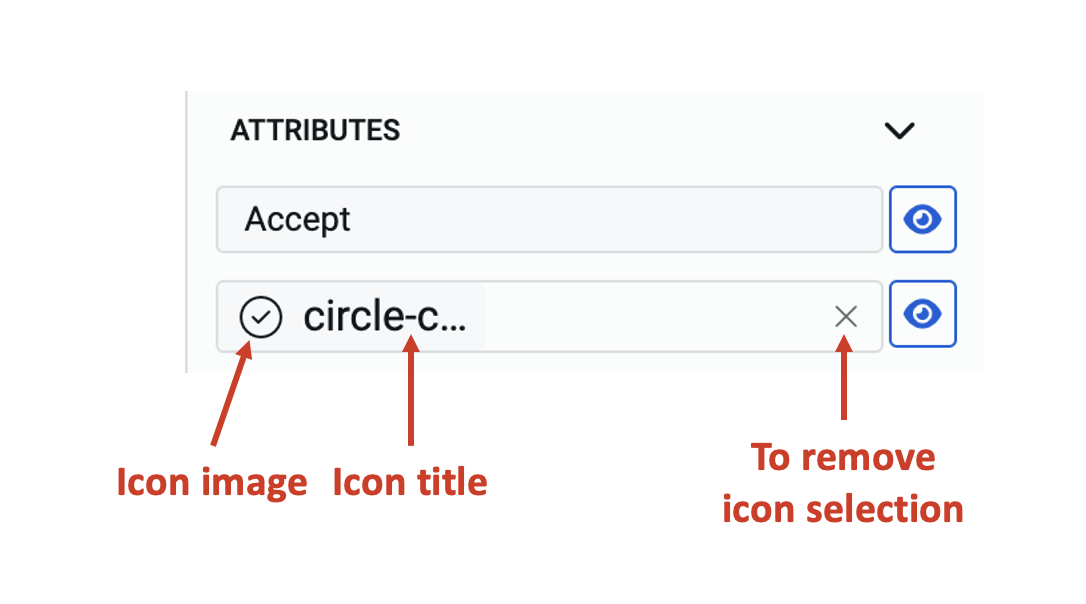 ATTRIBUTES
Accept
circle-c...
Icon image
Icon title
To remove
icon selection